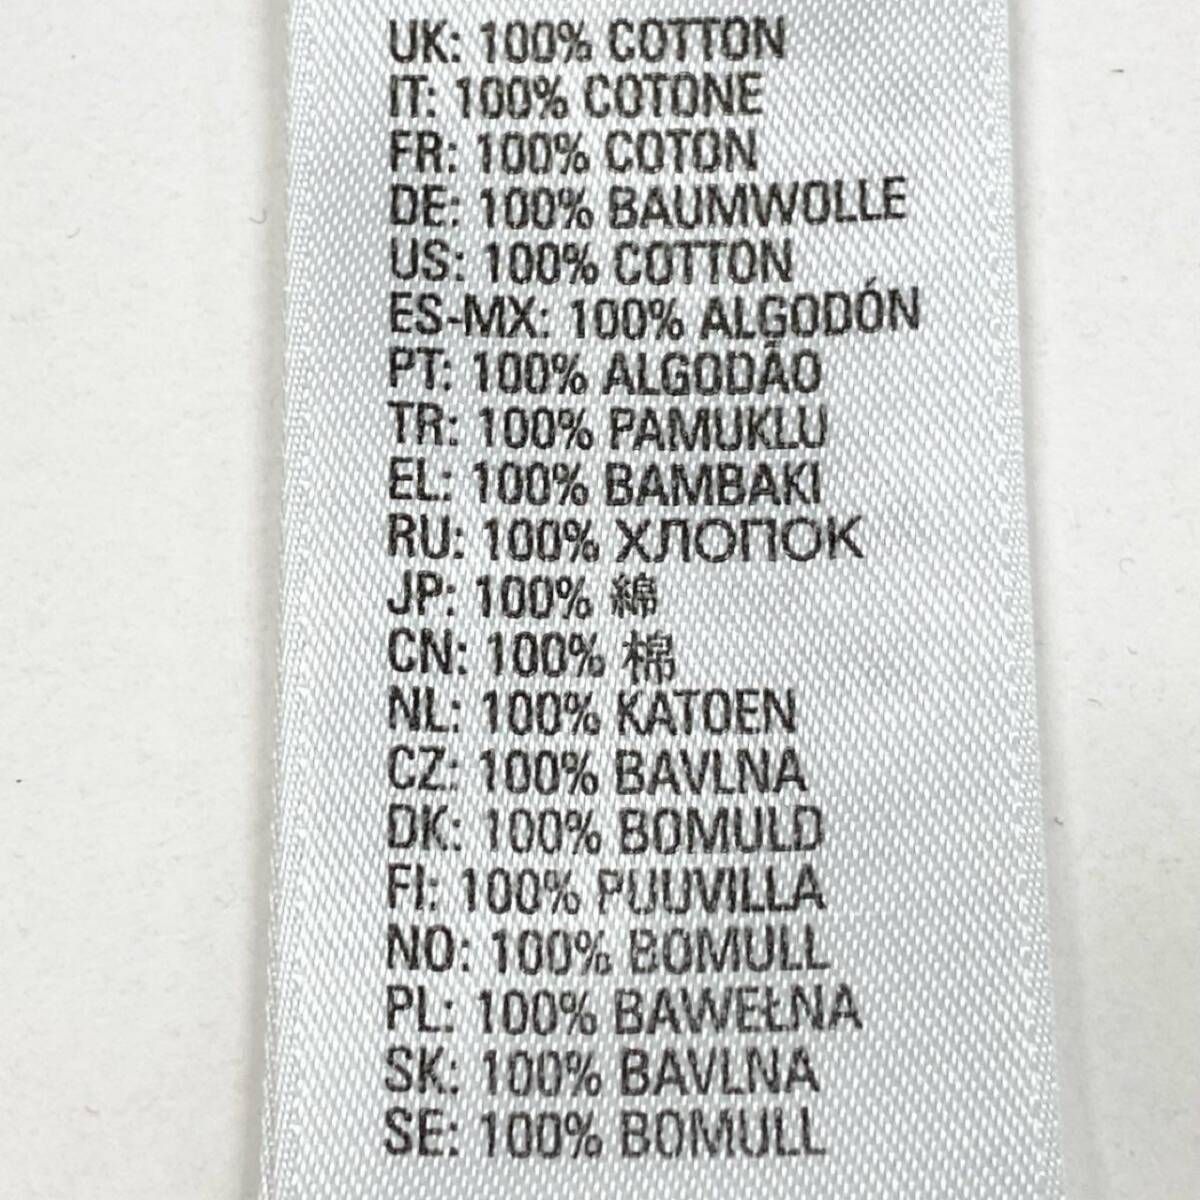 UK: 100% COTTON
IT: 100% COTONE
FR: 100% COTON
DE: 100% BAUMWOLLE
US: 100% COTTON
ES-MX: 100% ALGODÓN
PT: 100% ALGODÃO
TR: 100% PAMUKLU
EL: 100% BAMBAKI
RU: 100% ХЛОПОК
JP: 100% 綿
CN: 100% 棉
NL: 100% KATOEN
CZ: 100% BAVLNA
DK: 100% BOMULD
FI: 100% PUUVILLA
NO: 100% BOMULL
PL: 100% BAWEŁNA
SK: 100% BAVLNA
SE: 100% BOMULL